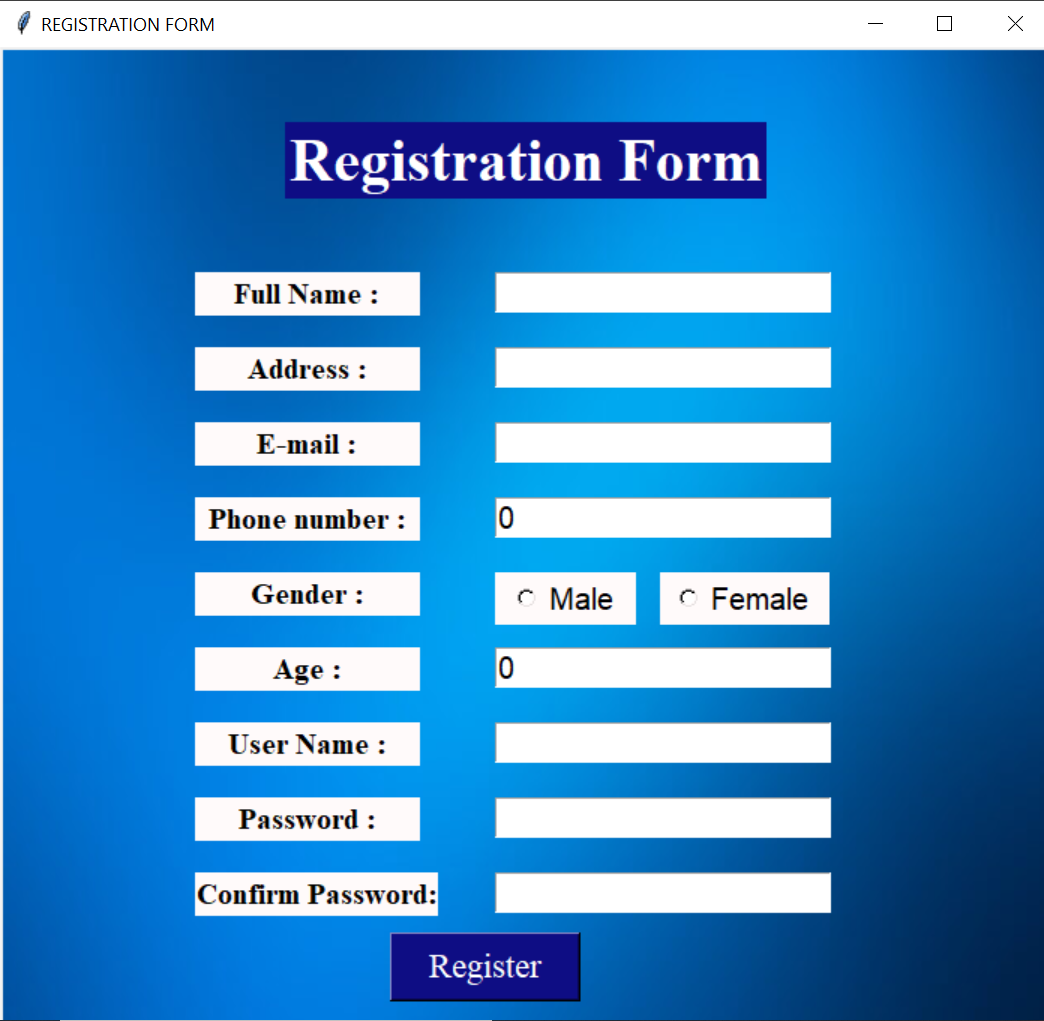 REGISTRATION FORM
Registration Form
Full Name :
Address :
E-mail :
Phone number : 0
Gender : Male Female
Age : 0
User Name :
Password :
Confirm Password:
Register